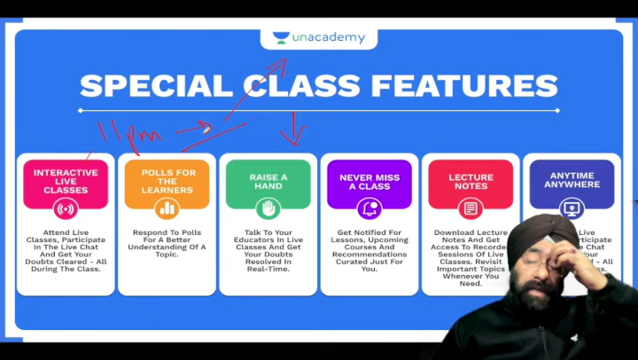 unacademy
SPECIAL CLASS FEATURES
11pm
INTERACTIVE
LIVE
CLASSES
Attend Live
Classes, Participate
In The Live Chat
And Get Your
Doubts Cleared - All
During The Class.
POLLS FOR
THE
LEARNERS
Respond To Polls
For A Better
Understanding Of A
Topic.
RAISE A
HAND
Talk To Your
Educators In Live
Classes And Get
Your Doubts
Resolved In
Real-Time.
NEVER MISS
A CLASS
Get Notified For
Lessons, Upcoming
Courses And
Recommendations
Curated Just For
You.
LECTURE
NOTES
Download Lecture
Notes And Get
Access To Recorded
Sessions Of Live
Classes. Revisit
Important Topics
Whenever You
Need.
ANYTIME
ANYWHERE
Live
Chat
All